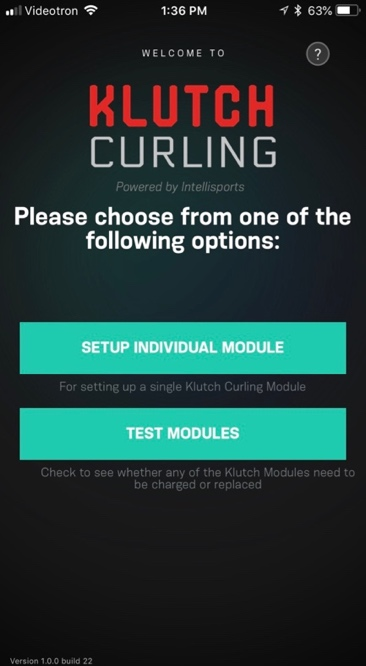 Videotron 1:36 PM 63%
WELCOME TO ?
KLUTCH
CURLING
Powered by Intellisports
Please choose from one of the
following options:
SETUP INDIVIDUAL MODULE
For setting up a single Klutch Curling Module
TEST MODULES
Check to see whether any of the Klutch Modules need to
be charged or replaced
Version 1.0.0 build 22